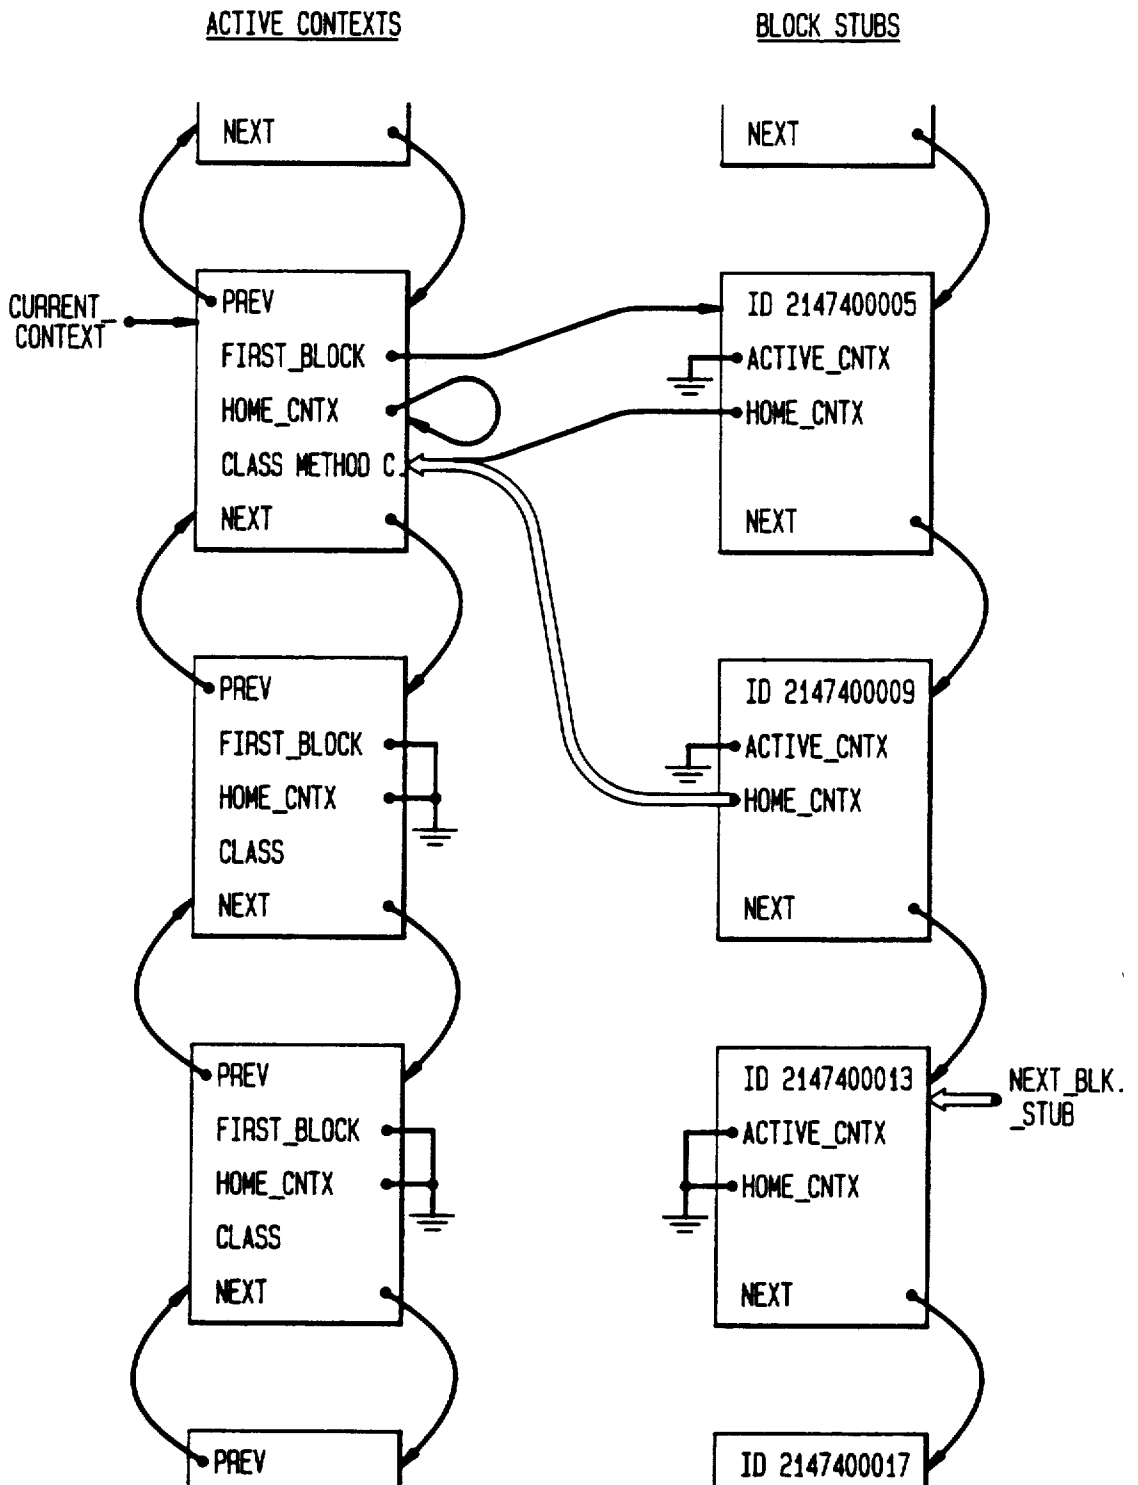 ACTIVE CONTEXTS
BLOCK STUBS
NEXT
NEXT
CURRENT_
CONTEXT
PREV
FIRST_BLOCK
HOME_CNTX
CLASS METHOD C.
NEXT
ID 2147400005
ACTIVE_CNTX
HOME_CNTX
NEXT
PREV
FIRST_BLOCK
HOME_CNTX
CLASS
NEXT
ID 2147400009
ACTIVE_CNTX
HOME_CNTX
NEXT
PREV
FIRST_BLOCK
HOME_CNTX
CLASS
NEXT
ID 2147400013
ACTIVE_CNTX
HOME_CNTX
NEXT
NEXT_BLK.
_STUB
PREV
ID 2147400017